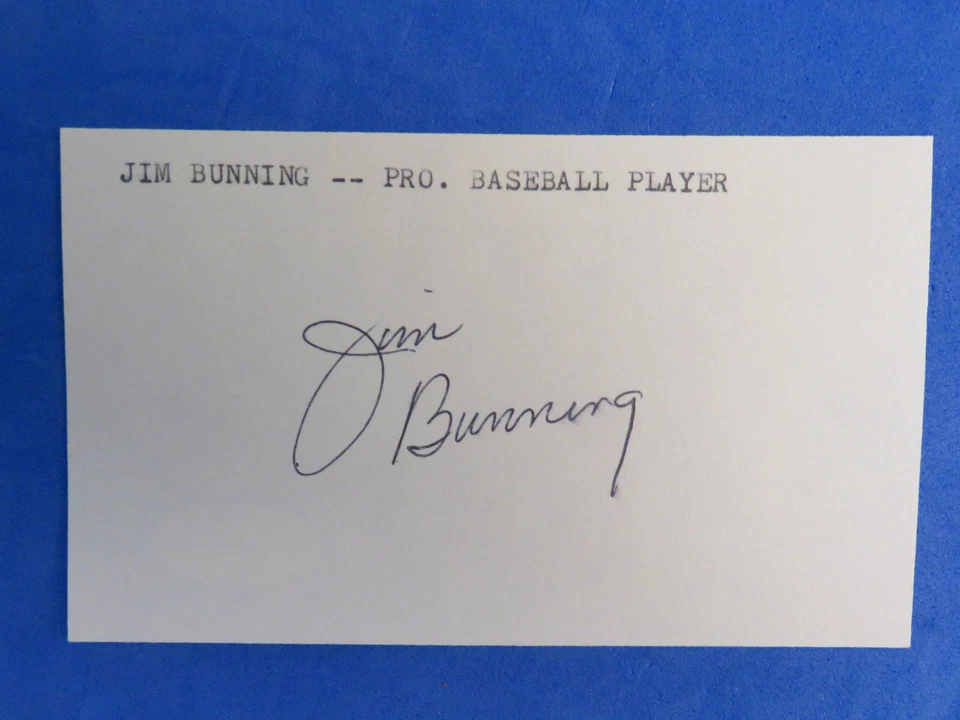 JIM BUNNING -- PRO. BASEBALL PLAYER
Jim
Bunning